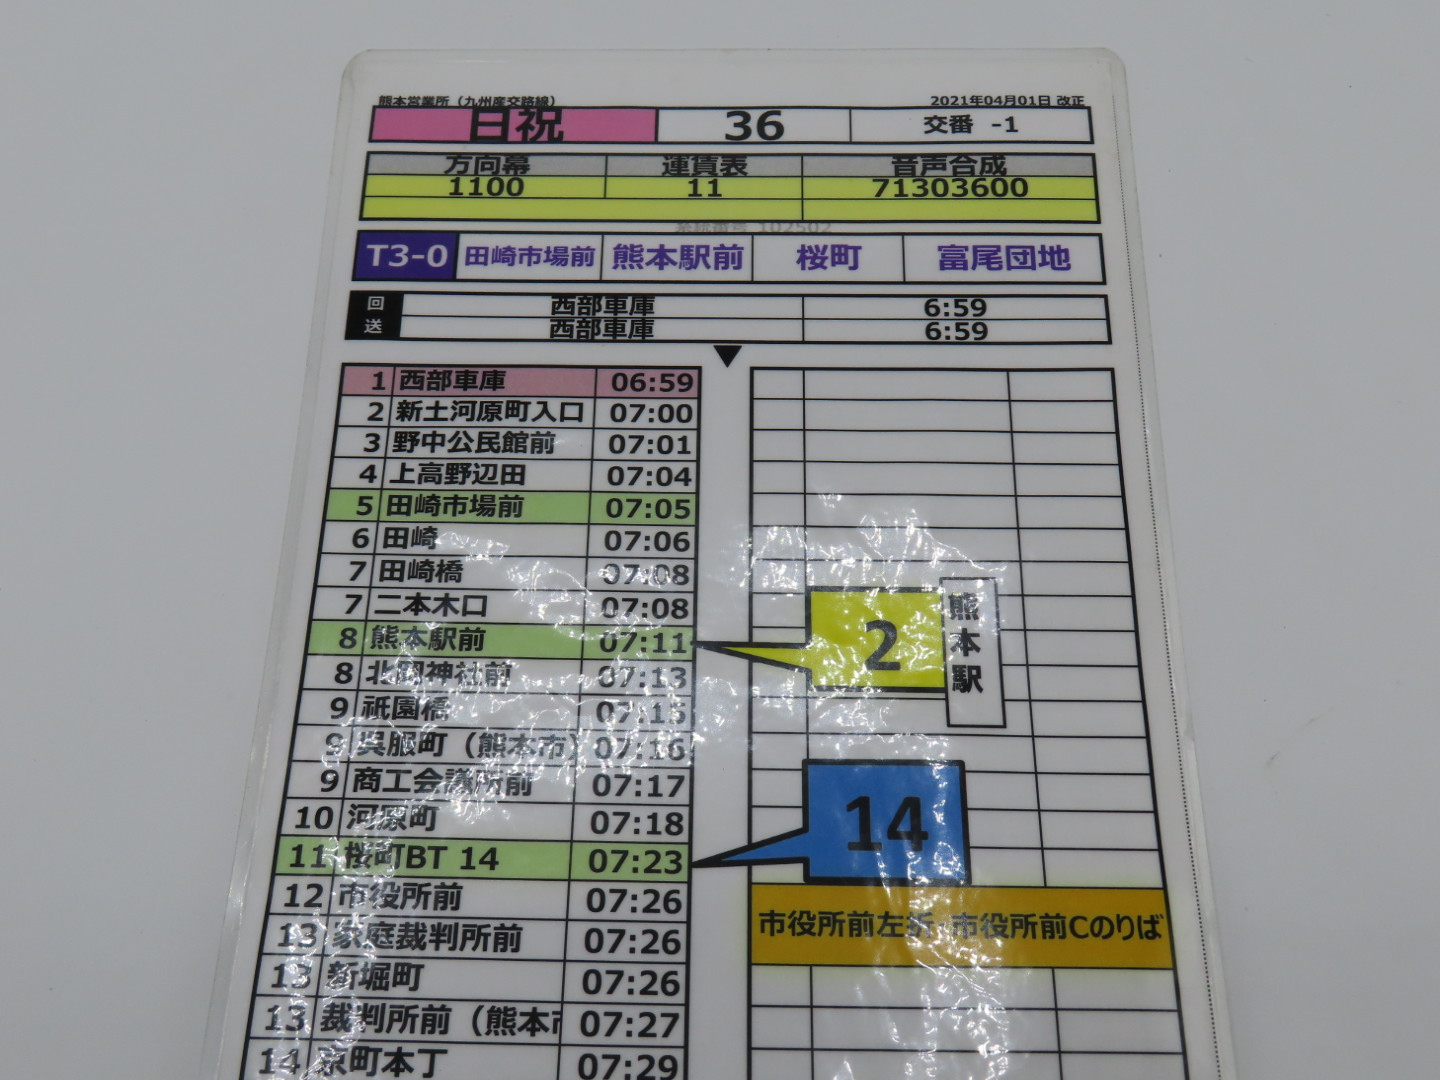 熊本営業所（九州産交路線） 2021年04月01日 改正
日祝 36 交番 -1
方向幕 運賃表 音声合成
1100 11 71303600
系統番号 102502
T3-0 田崎市場前 熊本駅前 桜町 富尾団地
回送 西部車庫 6:59
西部車庫 6:59
1 西部車庫 06:59
2 新土河原町入口 07:00
3 野中公民館前 07:01
4 上高野辺田 07:04
5 田崎市場前 07:05
6 田崎 07:06
7 田崎橋 07:08
7 二本木口 07:08
8 熊本駅前 07:11
2 熊本駅
8 北岡神社前 07:13
9 祇園橋 07:15
9 呉服町（熊本市） 07:16
9 商工会議所前 07:17
10 河原町 07:18
14
11 桜町BT 14 07:23
12 市役所前 07:26
市役所前左折 市役所前Cのりば
13 家庭裁判所前 07:26
13 新堀町 07:26
13 裁判所前（熊本市 07:27
14 京町本丁 07:29